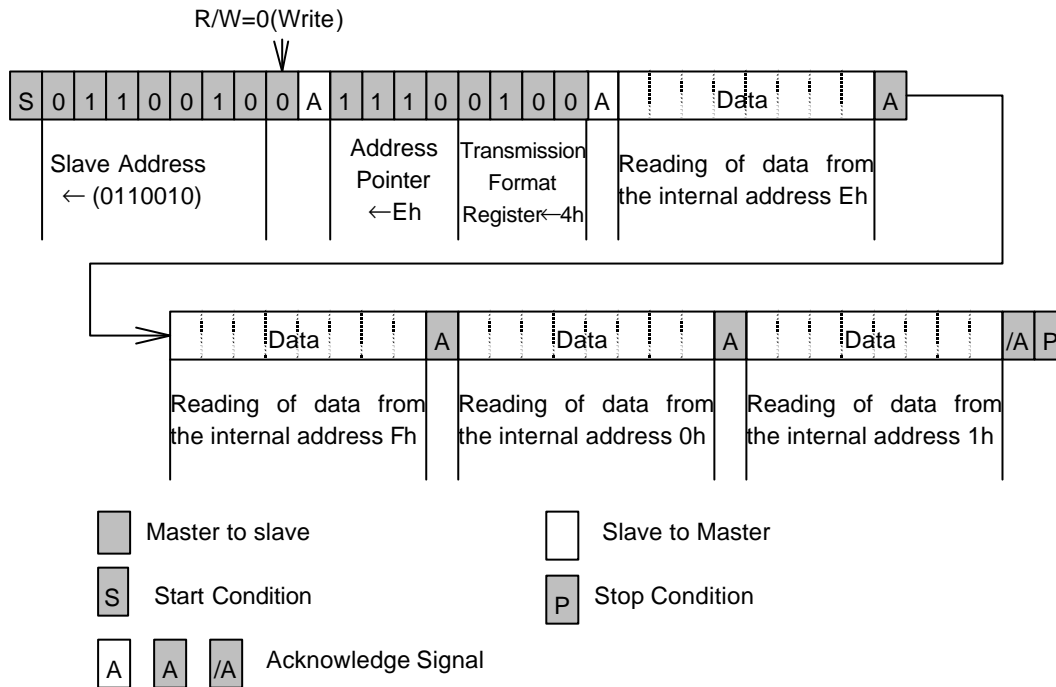 R/W=0(Write)
S 0 1 1 0 0 1 0 0 A 1 1 1 0 0 1 0 0 A Data A
Slave Address
← (0110010)
Address
Pointer
←Eh
Transmission
Format
Register←4h
Reading of data from
the internal address Eh
Data A Data A Data /A P
Reading of data from
the internal address Fh
Reading of data from
the internal address 0h
Reading of data from
the internal address 1h
Master to slave
Slave to Master
S Start Condition
P Stop Condition
A A /A Acknowledge Signal